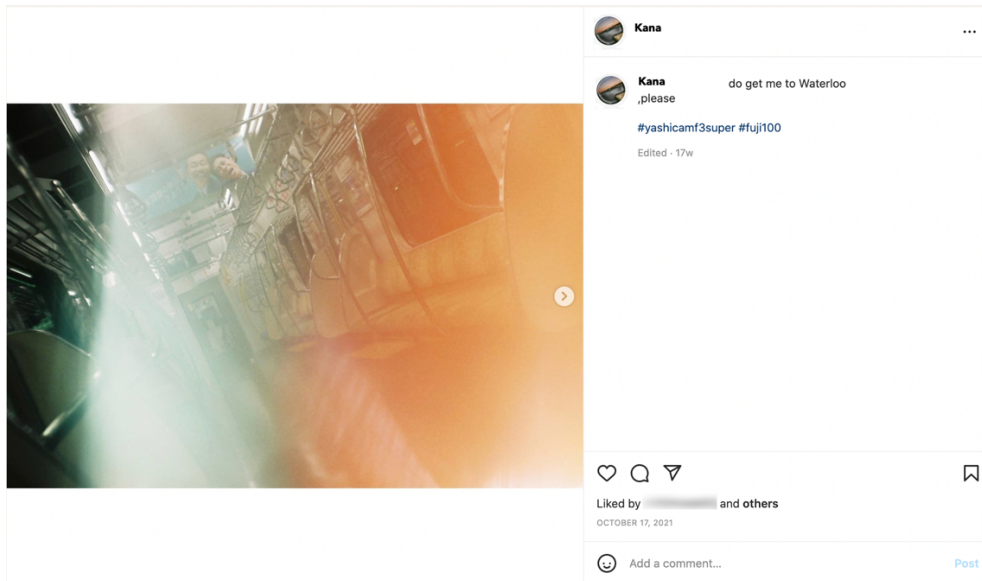 Kana
Kana do get me to Waterloo
,please
#yashicamf3super #fuji100
Edited · 17w
Liked by and others
OCTOBER 17, 2021
Add a comment... Post